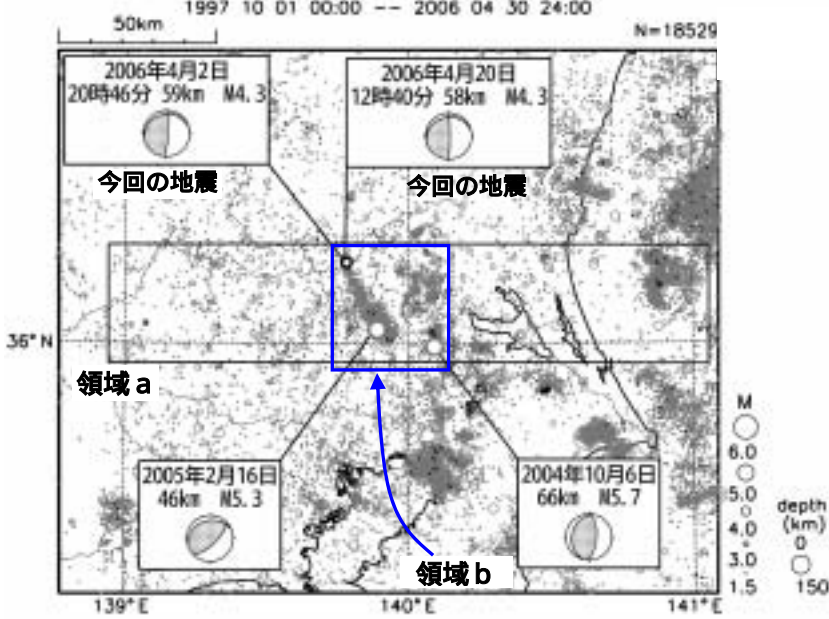 1997 10 01 00:00 -- 2006 04 30 24:00
50km
N=18529
2006年4月2日
20時46分 59km M4.3
今回の地震
2006年4月20日
12時40分 58km M4.3
今回の地震
36°N
領域a
2005年2月16日
46km M5.3
2004年10月6日
66km M5.7
領域b
139°E
140°E
141°E
M
6.0
5.0
4.0
3.0
1.5
depth
(km)
0
150